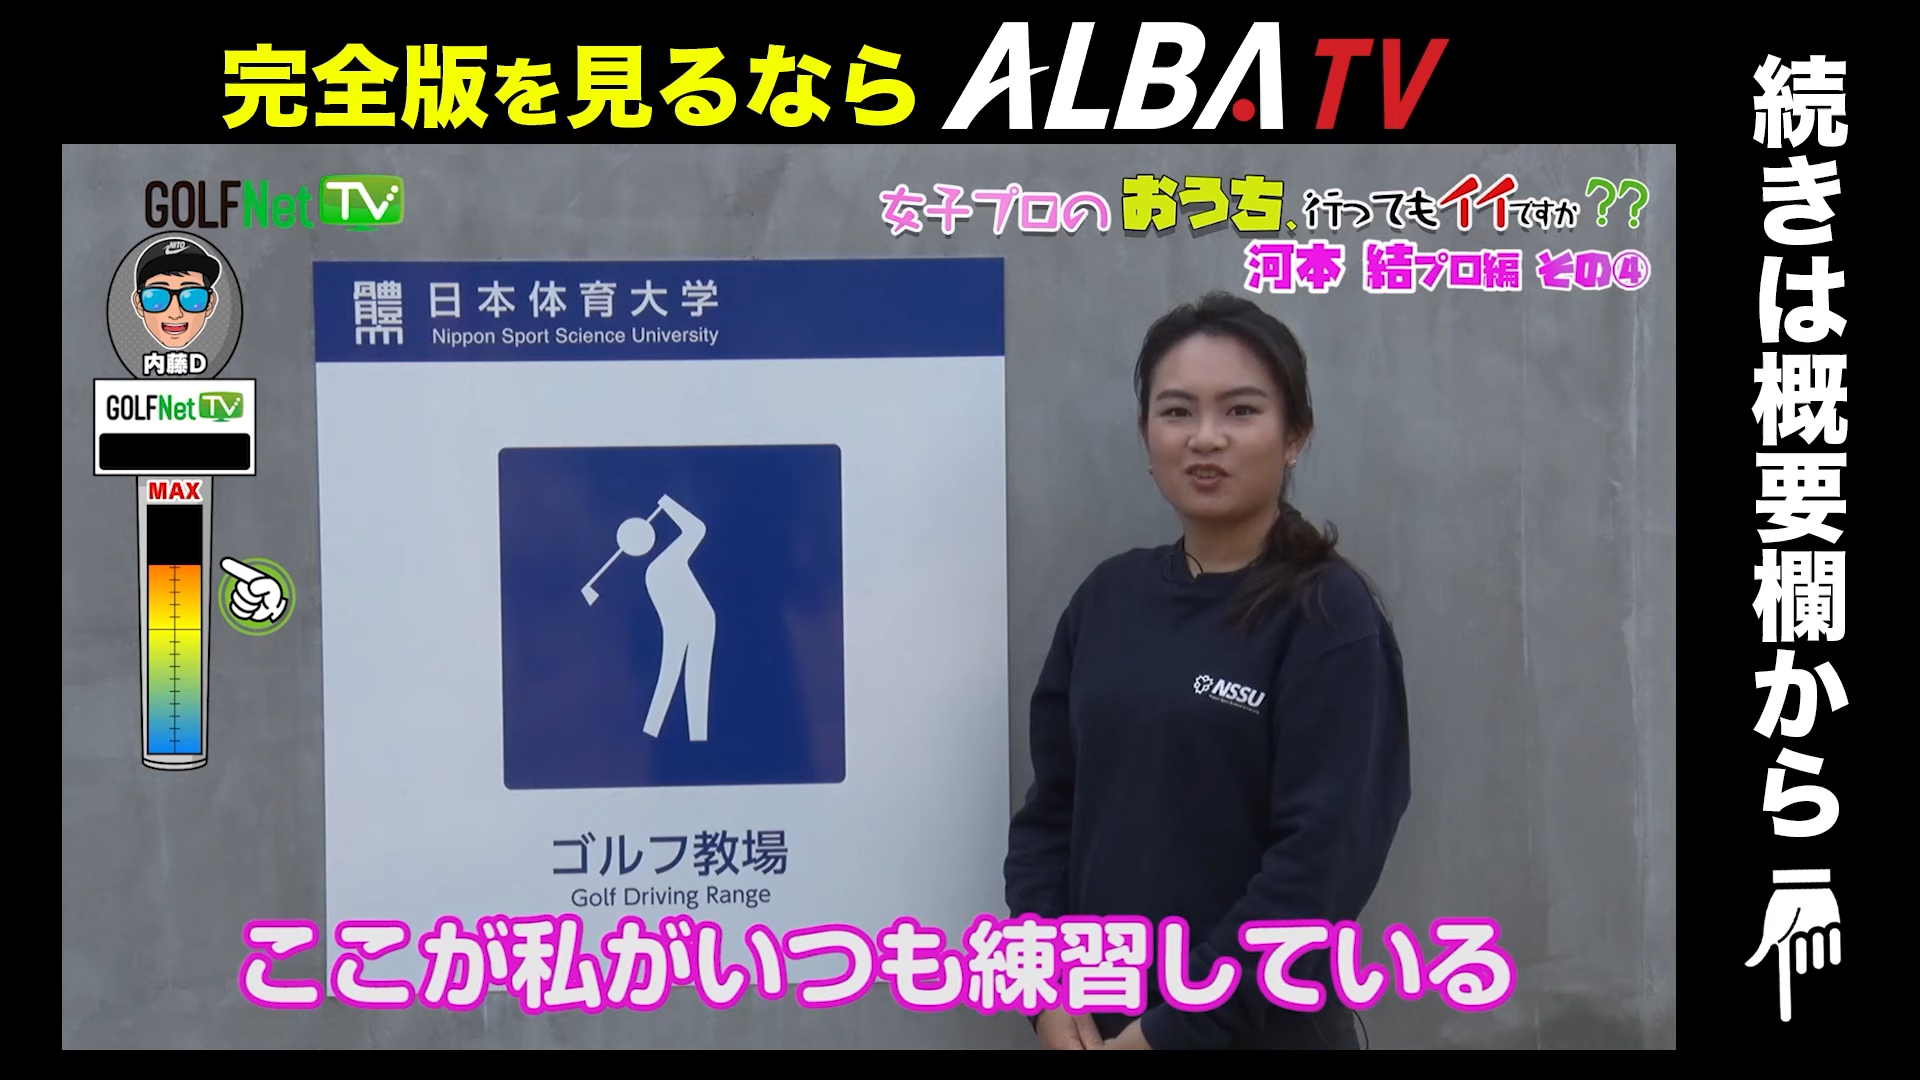 完全版を見るなら ALBA TV
続きは概要欄から
GOLFNet TV
女子プロの おうち、行ってもイイですか??
河本 結プロ編 その④
NITO
内藤D
GOLFNet TV
MAX
體 日本体育大学
Nippon Sport Science University
NSSU
ゴルフ教場
Golf Driving Range
ここが私がいつも練習している